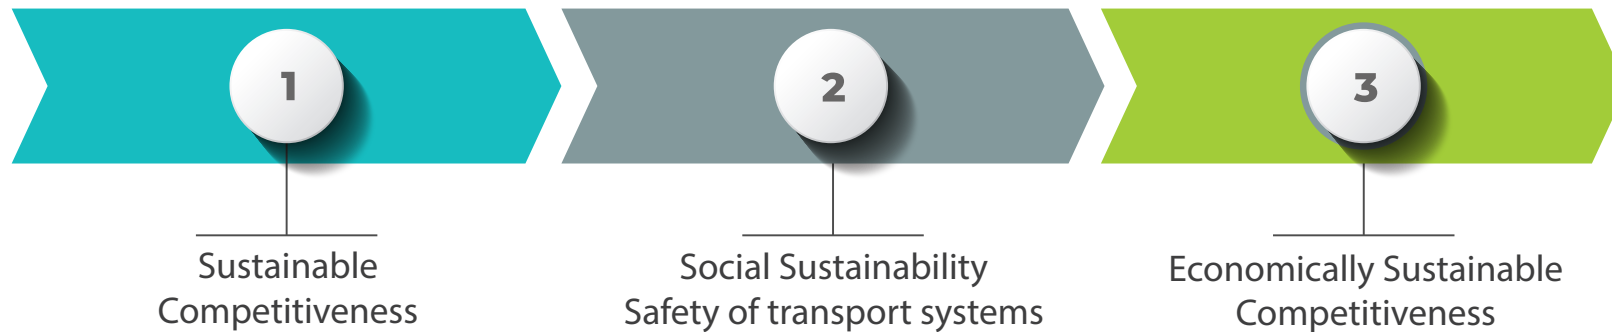 1
2
3
Sustainable
Competitiveness
Social Sustainability
Safety of transport systems
Economically Sustainable
Competitiveness